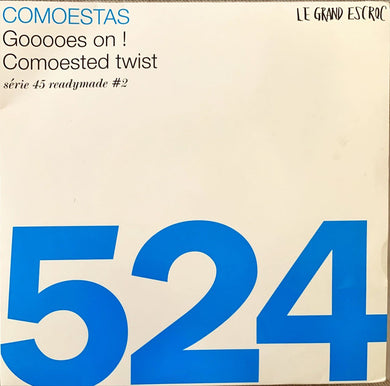 COMOESTAS
LE GRAND ESCROC
Gooooes on !
Comoested twist
série 45 readymade #2
524